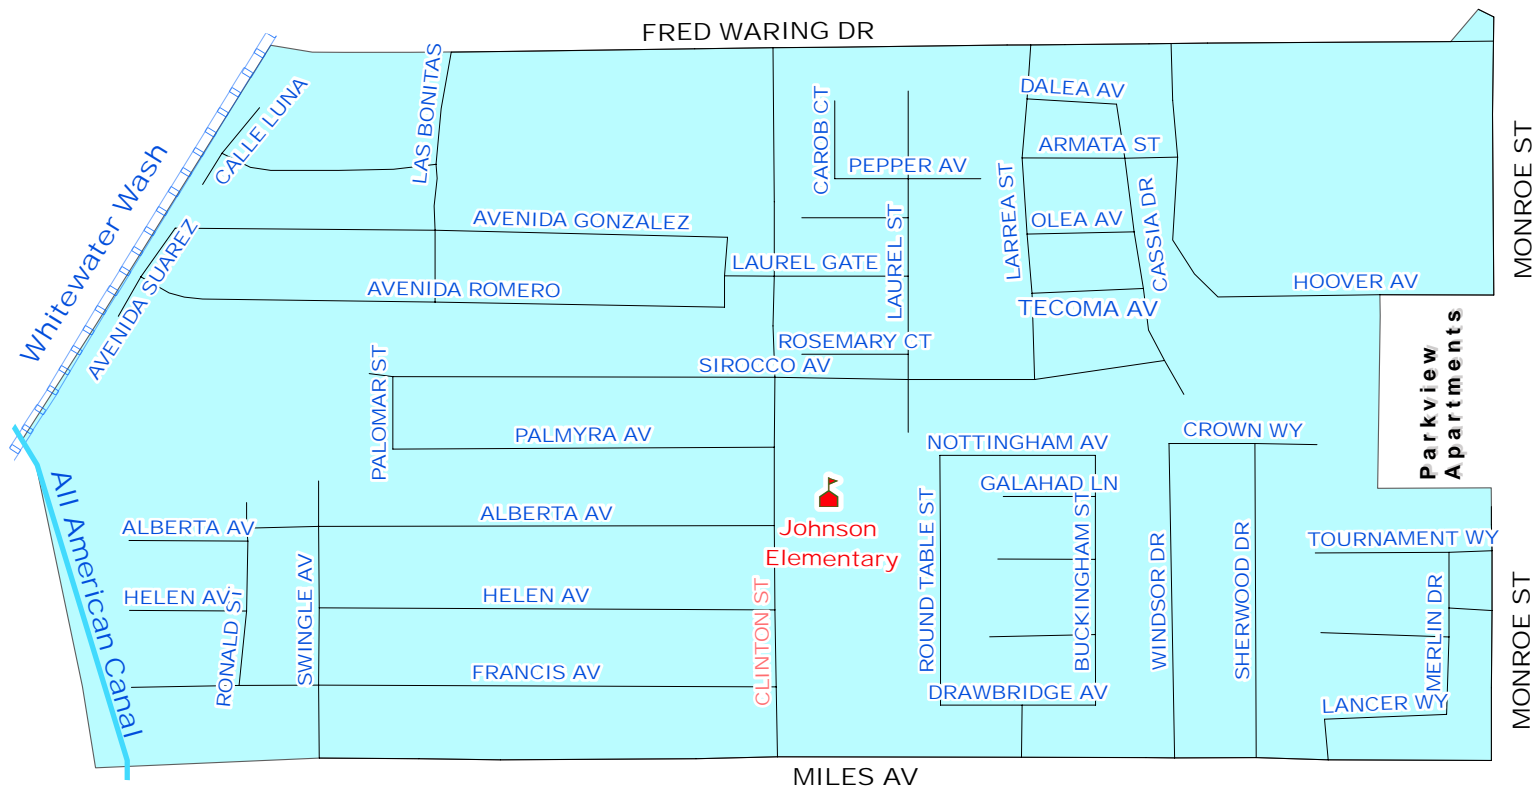 FRED WARING DR
CALLE LUNA
LAS BONITAS
Whitewater Wash
CAROB CT
PEPPER AV
DALEA AV
ARMATA ST
LARREA ST
OLEA AV
CASSIA DR
MONROE ST
AVENIDA GONZALEZ
AVENIDA SUAREZ
LAUREL ST
LAUREL GATE
AVENIDA ROMERO
HOOVER AV
TECOMA AV
ROSEMARY CT
SIROCCO AV
PALOMAR ST
PALMYRA AV
Parkview
Apartments
NOTTINGHAM AV
CROWN WY
GALAHAD LN
All American Canal
ALBERTA AV
ALBERTA AV
Johnson
Elementary
ROUND TABLE ST
BUCKINGHAM ST
WINDSOR DR
SHERWOOD DR
TOURNAMENT WY
HELEN AV
RONALD ST.
SWINGLE AV
HELEN AV
CLINTON ST
MERLIN DR
MONROE ST
FRANCIS AV
DRAWBRIDGE AV
LANCER WY
MILES AV